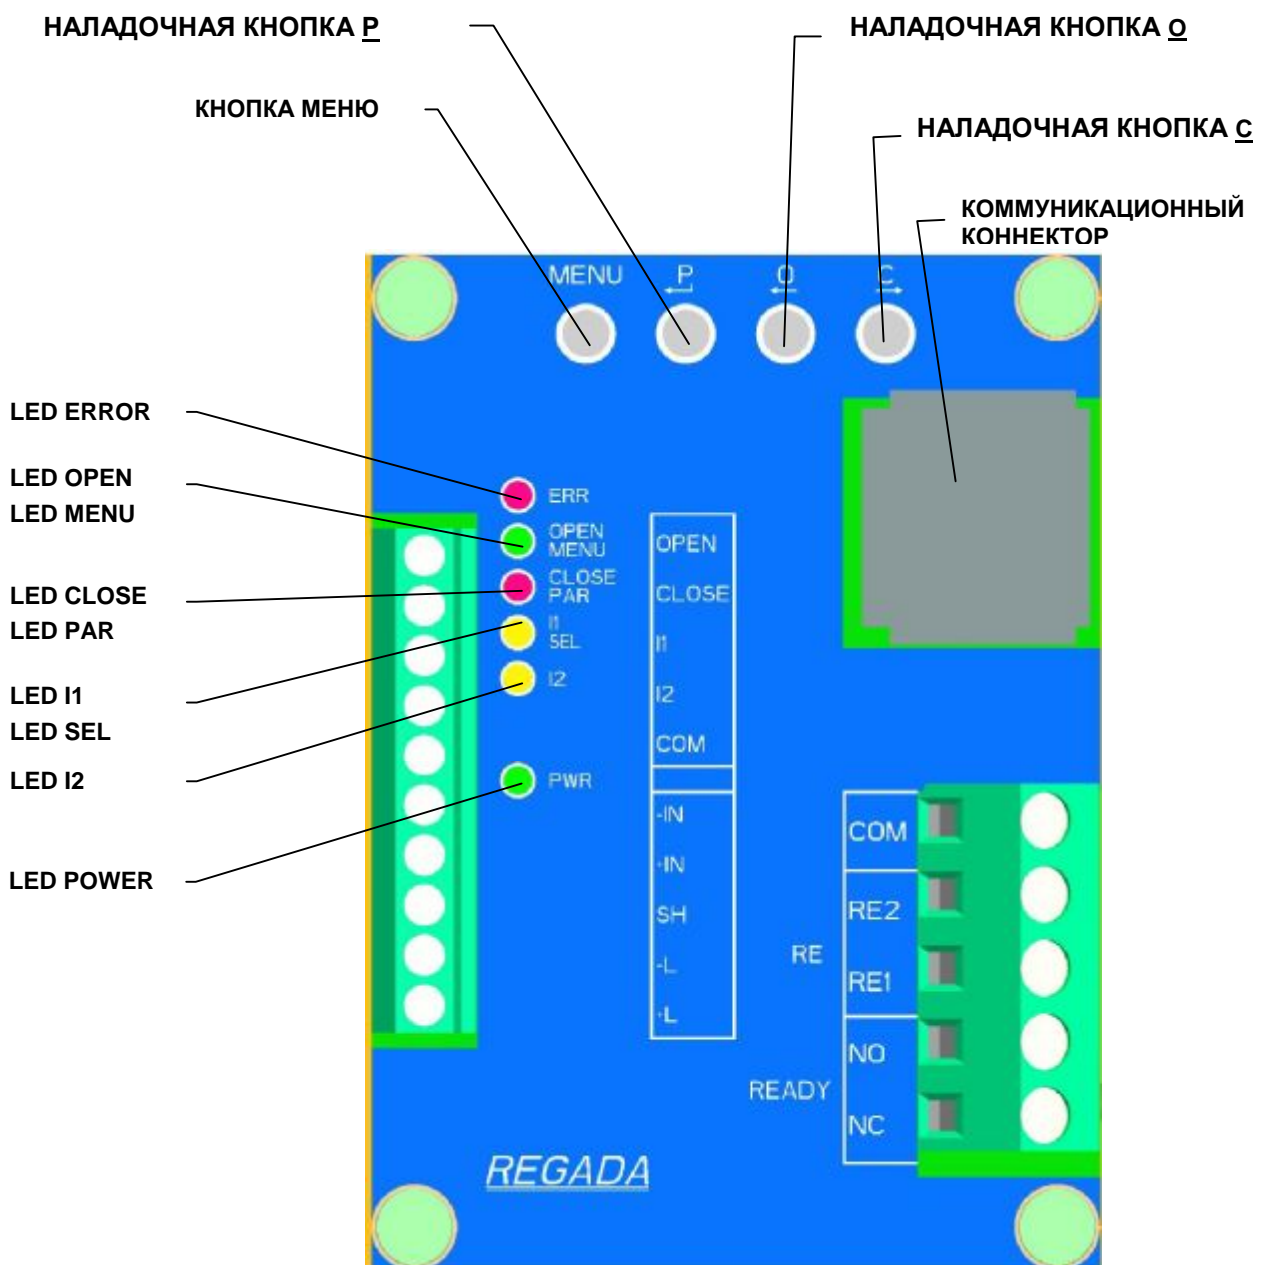 НАЛАДОЧНАЯ КНОПКА P
НАЛАДОЧНАЯ КНОПКА O
КНОПКА МЕНЮ
НАЛАДОЧНАЯ КНОПКА C
КОММУНИКАЦИОННЫЙ
КОННЕКТОР
MENU
P
O
C
LED ERROR
LED OPEN
LED MENU
LED CLOSE
LED PAR
LED I1
LED SEL
LED I2
LED POWER
ERR
OPEN
MENU
CLOSE
PAR
I1
SEL
I2
PWR
OPEN
CLOSE
I1
I2
COM
-IN
-IN
SH
-L
-L
COM
RE2
RE
RE1
NO
READY
NC
REGADA